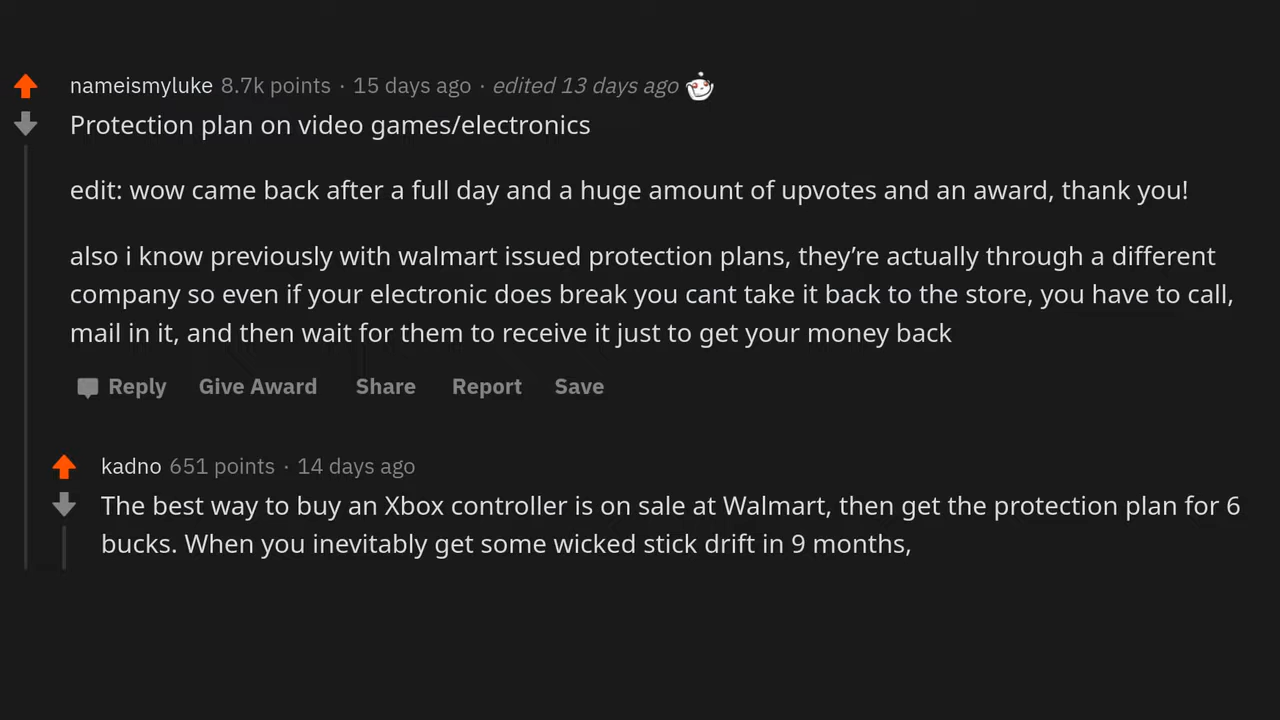 nameismyluke 8.7k points · 15 days ago · edited 13 days ago
Protection plan on video games/electronics
edit: wow came back after a full day and a huge amount of upvotes and an award, thank you!
also i know previously with walmart issued protection plans, they’re actually through a different
company so even if your electronic does break you cant take it back to the store, you have to call,
mail in it, and then wait for them to receive it just to get your money back
Reply Give Award Share Report Save
kadno 651 points · 14 days ago
The best way to buy an Xbox controller is on sale at Walmart, then get the protection plan for 6
bucks. When you inevitably get some wicked stick drift in 9 months,